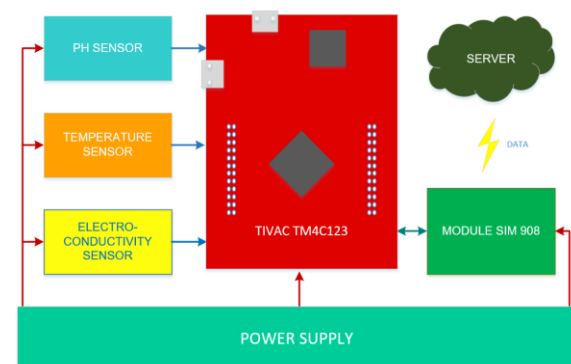 PH SENSOR
TEMPERATURE
SENSOR
ELECTRO-
CONDUCTIVITY
SENSOR
TIVAC TM4C123
SERVER
DATA
MODULE SIM 908
POWER SUPPLY